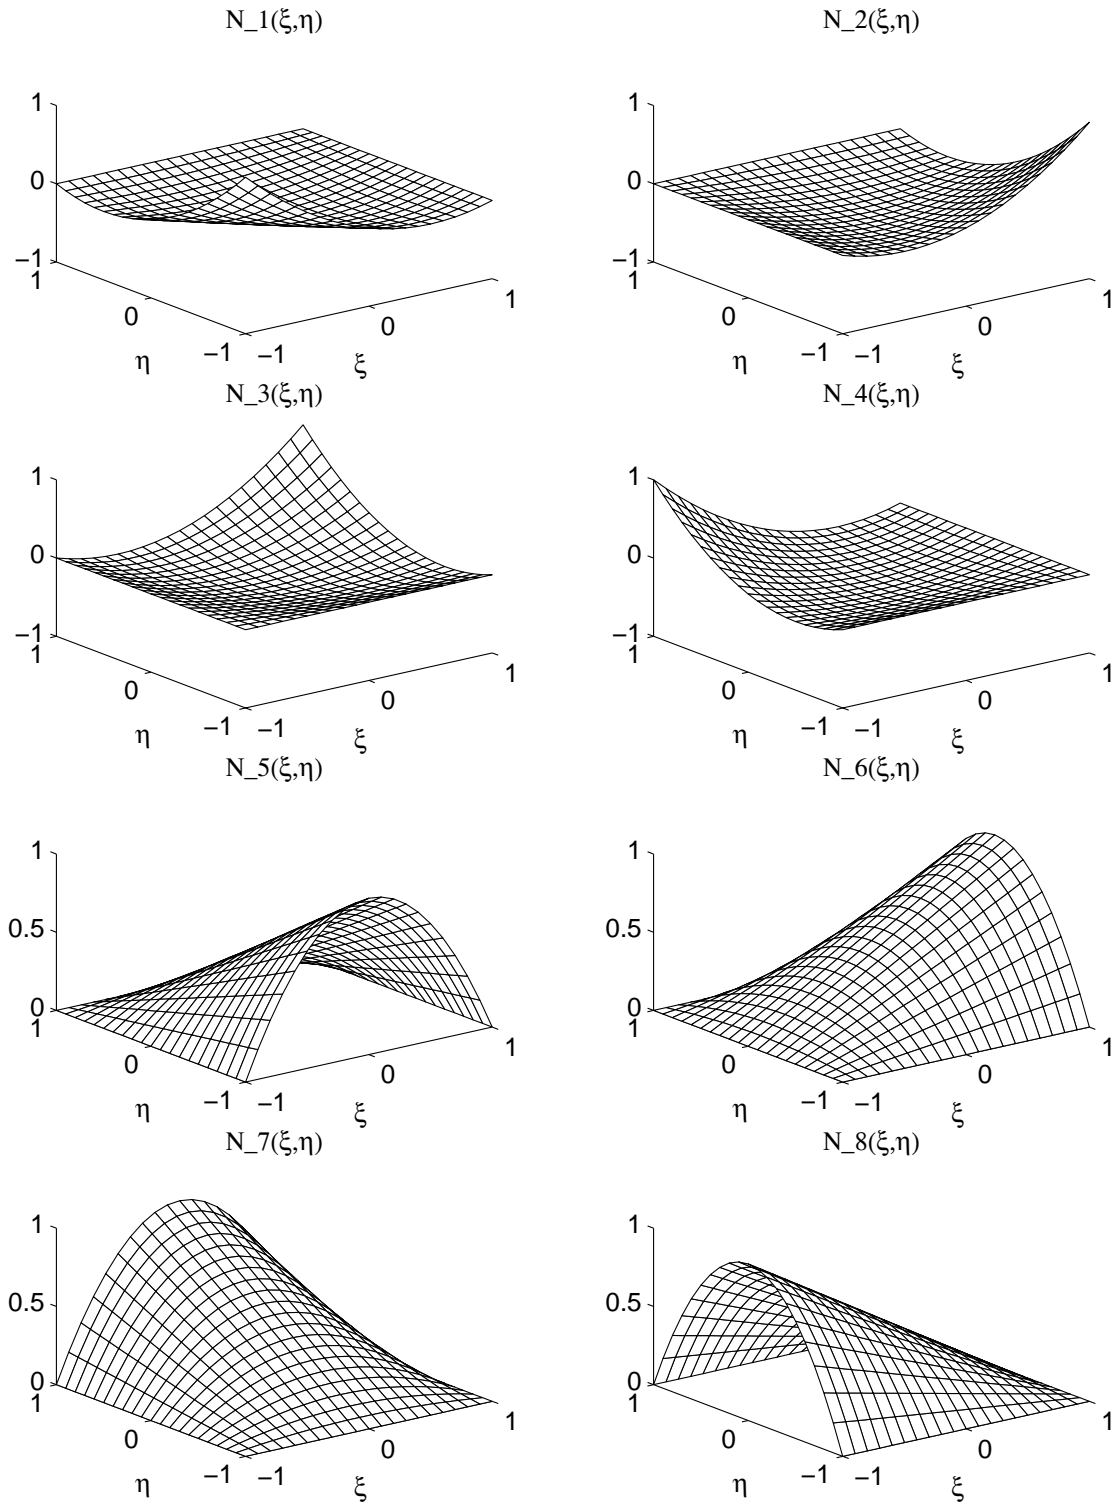 N_1(ξ,η) N_2(ξ,η)
1 1
0 0
−1 −1
1 1 1 1
0 0 0 0
η −1 −1 ξ η −1 −1 ξ
N_3(ξ,η) N_4(ξ,η)
1 1
0 0
−1 −1
1 1 1 1
0 0 0 0
η −1 −1 ξ η −1 −1 ξ
N_5(ξ,η) N_6(ξ,η)
1 1
0.5 0.5
0 0
1 1 1 1
0 0 0 0
η −1 −1 ξ η −1 −1 ξ
N_7(ξ,η) N_8(ξ,η)
1 1
0.5 0.5
0 0
1 1 1 1
0 0 0 0
η −1 −1 ξ η −1 −1 ξ